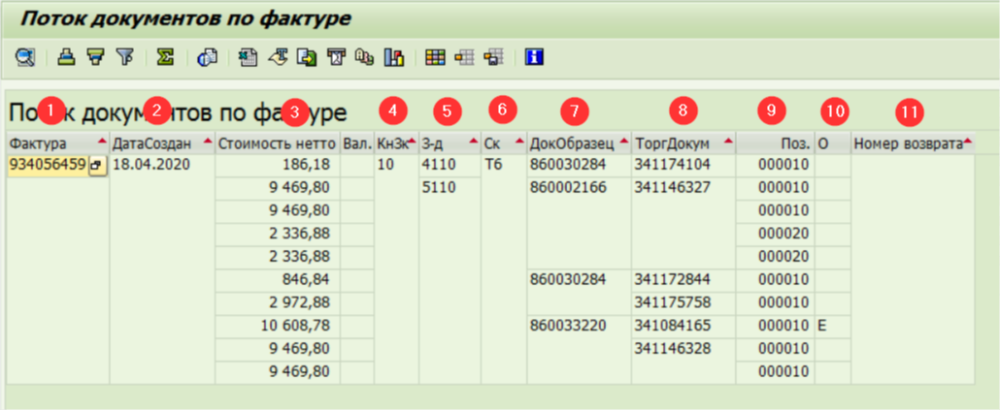 Поток документов по фактуре
Поток документов по фактуре
1 2 3 4 5 6 7 8 9 10 11
Фактура ДатаСоздан Стоимость нетто Вал. КнЗк З-д Ск ДокОбразец ТоргДокум Поз. О Номер возврата
934056459 18.04.2020 186,18 10 4110 Т6 860030284 341174104 000010
9 469,80 5110 860002166 341146327 000010
9 469,80 000010
2 336,88 000020
2 336,88 000020
846,84 860030284 341172844 000010
2 972,88 341175758 000010
10 608,78 860033220 341084165 000010 E
9 469,80 341146328 000010
9 469,80 000010